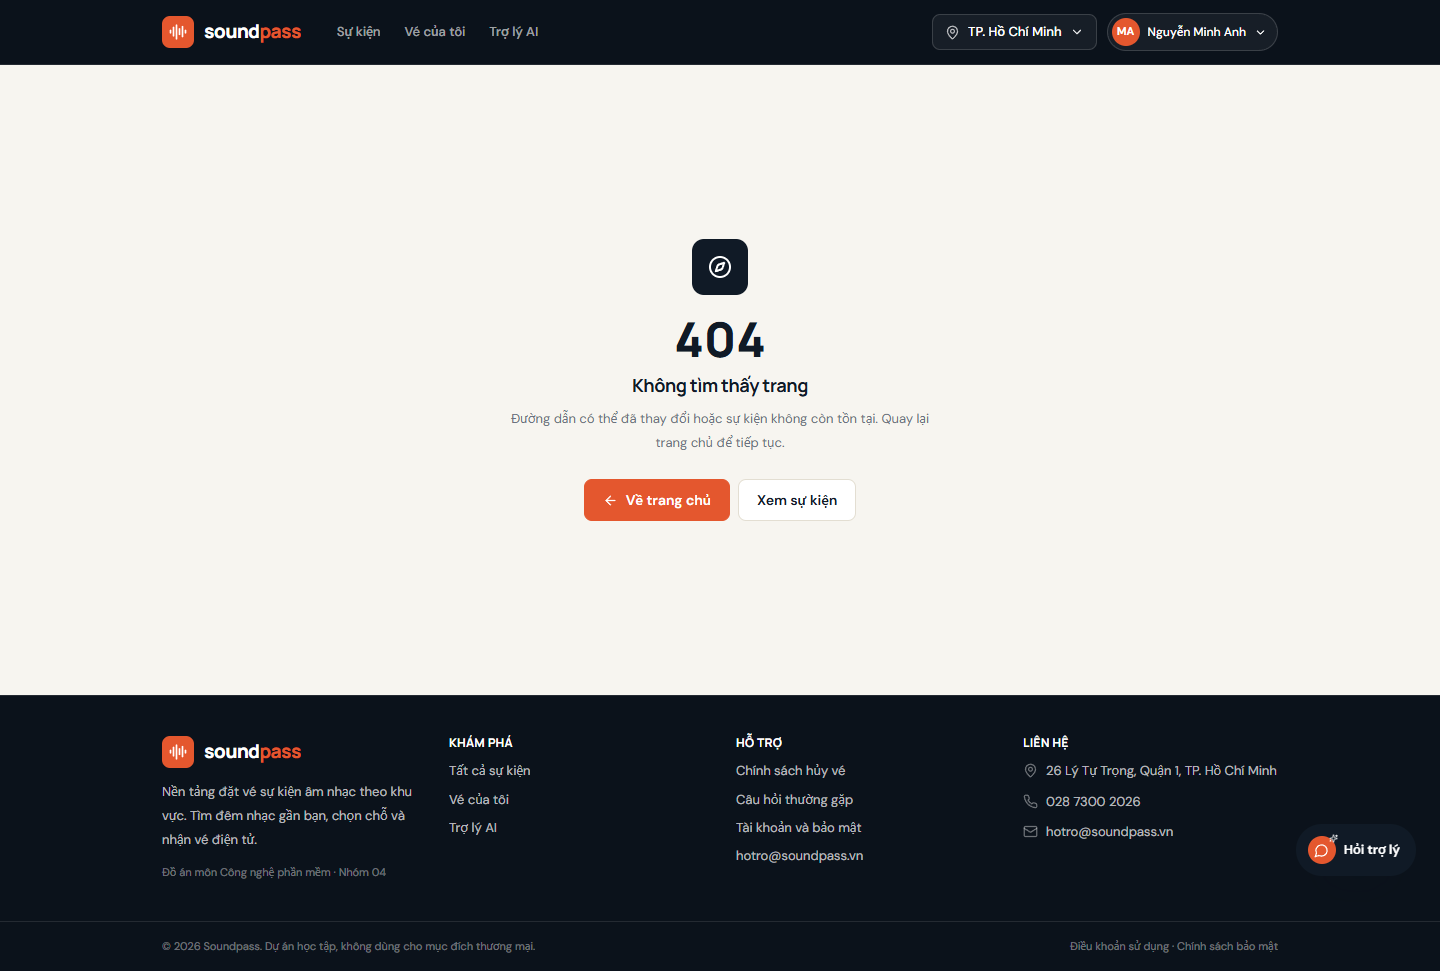 soundpass
Sự kiện
Vé của tôi
Trợ lý AI
TP. Hồ Chí Minh
MA
Nguyễn Minh Anh
404
Không tìm thấy trang
Đường dẫn có thể đã thay đổi hoặc sự kiện không còn tồn tại. Quay lại
trang chủ để tiếp tục.
Về trang chủ
Xem sự kiện
soundpass
Nền tảng đặt vé sự kiện âm nhạc theo khu
vực. Tìm đêm nhạc gần bạn, chọn chỗ và
nhận vé điện tử.
Đồ án môn Công nghệ phần mềm · Nhóm 04
KHÁM PHÁ
Tất cả sự kiện
Vé của tôi
Trợ lý AI
HỖ TRỢ
Chính sách hủy vé
Câu hỏi thường gặp
Tài khoản và bảo mật
hotro@soundpass.vn
LIÊN HỆ
26 Lý Tự Trọng, Quận 1, TP. Hồ Chí Minh
028 7300 2026
hotro@soundpass.vn
Hỏi trợ lý
© 2026 Soundpass. Dự án học tập, không dùng cho mục đích thương mại.
Điều khoản sử dụng · Chính sách bảo mật